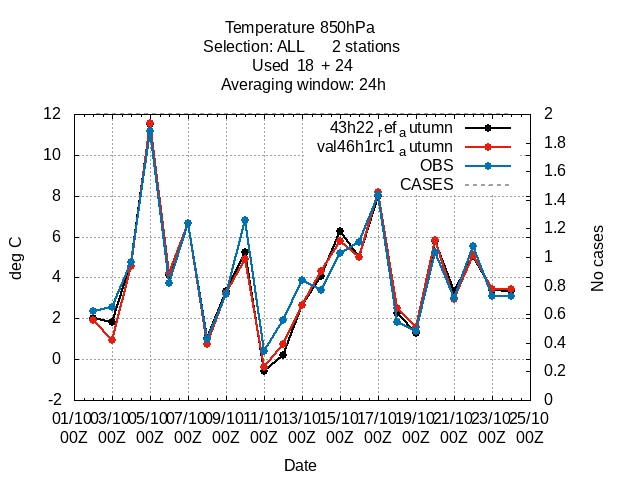 Temperature 850hPa
Selection: ALL 2 stations
Used 18 + 24
Averaging window: 24h
43h22_ref_autumn
val46h1rc1_autumn
OBS
CASES
deg C
12
10
8
6
4
2
0
-2
2
1.8
1.6
1.4
1.2
1
0.8
0.6
0.4
0.2
0
No cases
01/10 03/10 05/10 07/10 09/10 11/10 13/10 15/10 17/10 19/10 21/10 23/10 25/10
00Z 00Z 00Z 00Z 00Z 00Z 00Z 00Z 00Z 00Z 00Z 00Z 00Z
Date